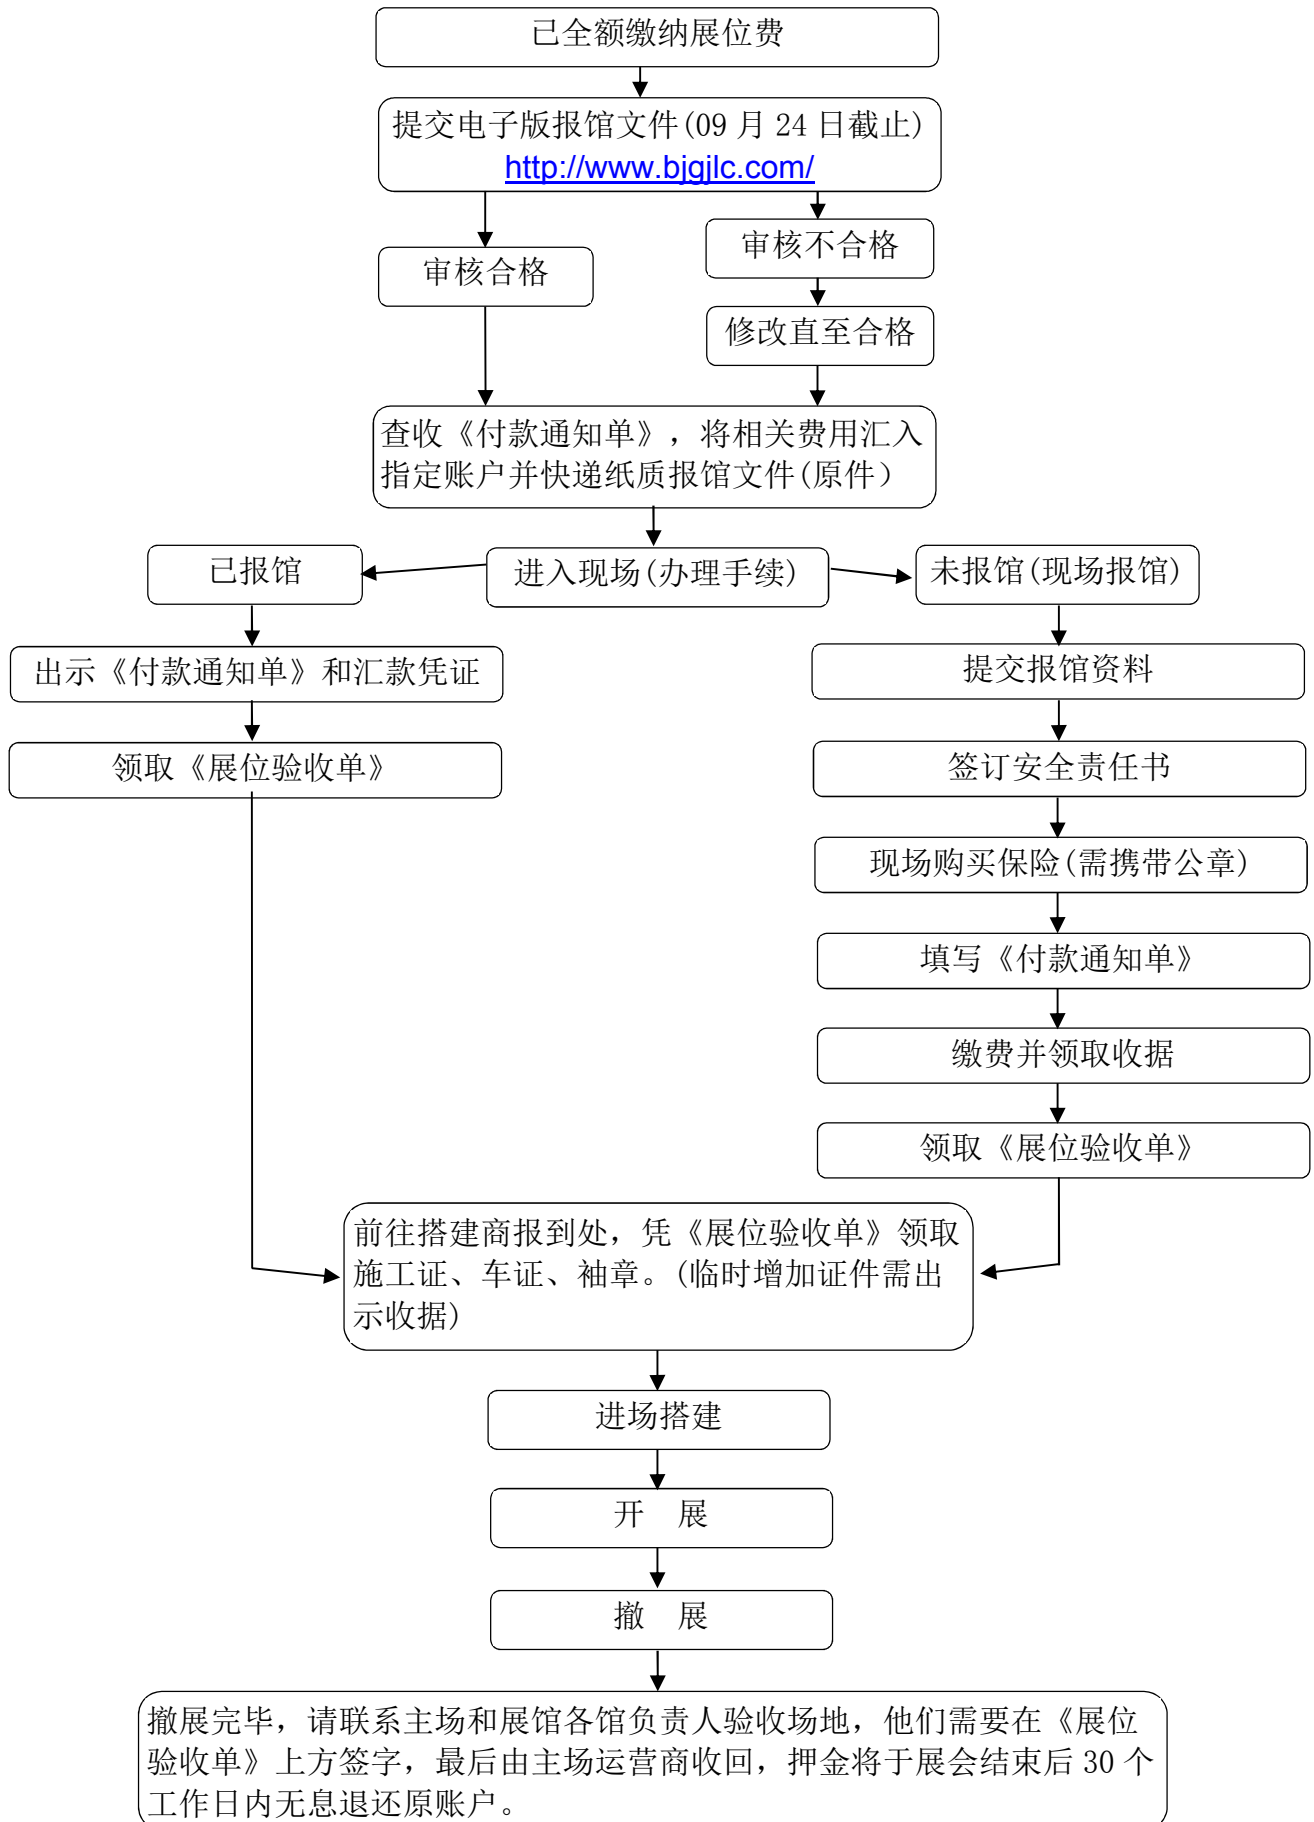 已全额缴纳展位费
提交电子版报馆文件(09 月 24 日截止)
http://www.bjgjlc.com/
审核不合格
审核合格
修改直至合格
查收《付款通知单》，将相关费用汇入
指定账户并快递纸质报馆文件(原件）
已报馆
进入现场(办理手续)
未报馆(现场报馆)
出示《付款通知单》和汇款凭证
提交报馆资料
领取《展位验收单》
签订安全责任书
现场购买保险(需携带公章)
填写《付款通知单》
缴费并领取收据
领取《展位验收单》
前往搭建商报到处，凭《展位验收单》领取
施工证、车证、袖章。(临时增加证件需出
示收据)
进场搭建
开　展
撤　展
撤展完毕，请联系主场和展馆各馆负责人验收场地，他们需要在《展位
验收单》上方签字，最后由主场运营商收回，押金将于展会结束后 30 个
工作日内无息退还原账户。